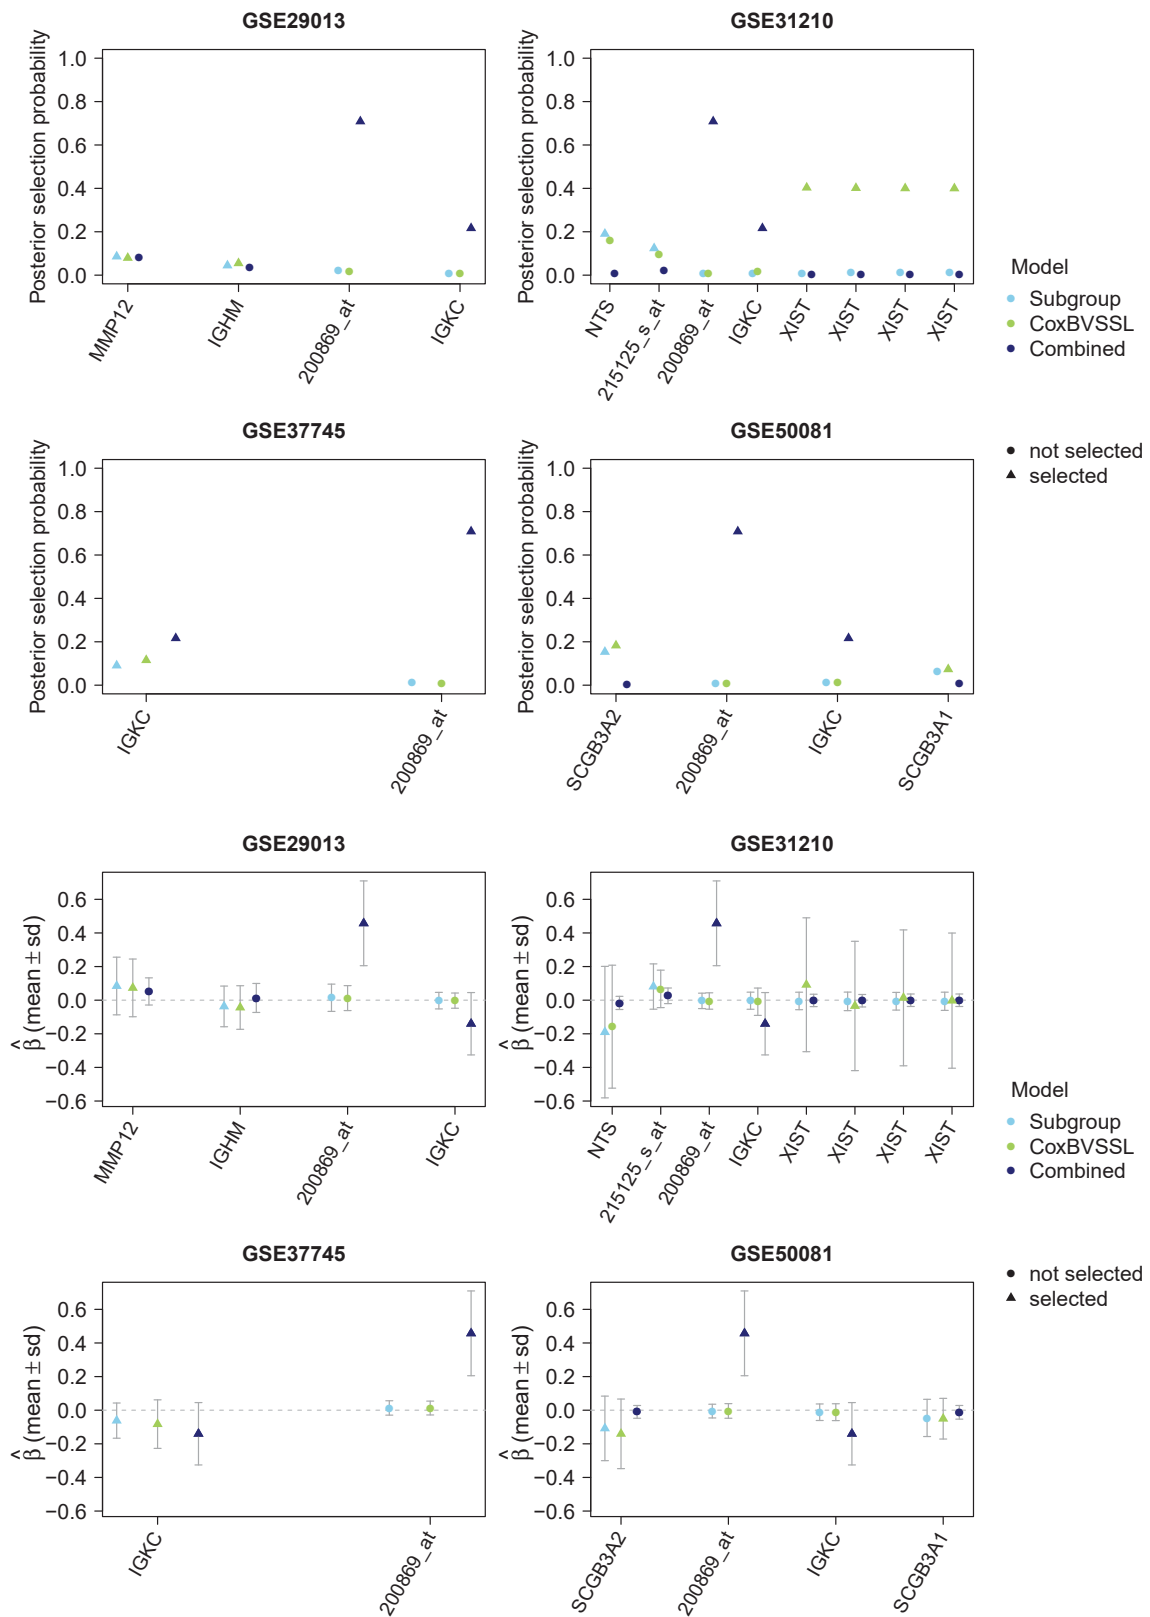 GSE29013
GSE31210
Posterior selection probability
1.0
0.8
0.6
0.4
0.2
0.0
MMP12
IGHM
200869_at
IGKC
Posterior selection probability
1.0
0.8
0.6
0.4
0.2
0.0
NTS
215125_s_at
200869_at
IGKC
XIST
XIST
XIST
XIST
Model
Subgroup
CoxBVSSL
Combined
GSE37745
GSE50081
Posterior selection probability
1.0
0.8
0.6
0.4
0.2
0.0
IGKC
200869_at
Posterior selection probability
1.0
0.8
0.6
0.4
0.2
0.0
SCGB3A2
200869_at
IGKC
SCGB3A1
not selected
selected
GSE29013
GSE31210
β̂ (mean ± sd)
0.6
0.4
0.2
0.0
−0.2
−0.4
−0.6
MMP12
IGHM
200869_at
IGKC
β̂ (mean ± sd)
0.6
0.4
0.2
0.0
−0.2
−0.4
−0.6
NTS
215125_s_at
200869_at
IGKC
XIST
XIST
XIST
XIST
Model
Subgroup
CoxBVSSL
Combined
GSE37745
GSE50081
β̂ (mean ± sd)
0.6
0.4
0.2
0.0
−0.2
−0.4
−0.6
IGKC
200869_at
β̂ (mean ± sd)
0.6
0.4
0.2
0.0
−0.2
−0.4
−0.6
SCGB3A2
200869_at
IGKC
SCGB3A1
not selected
selected